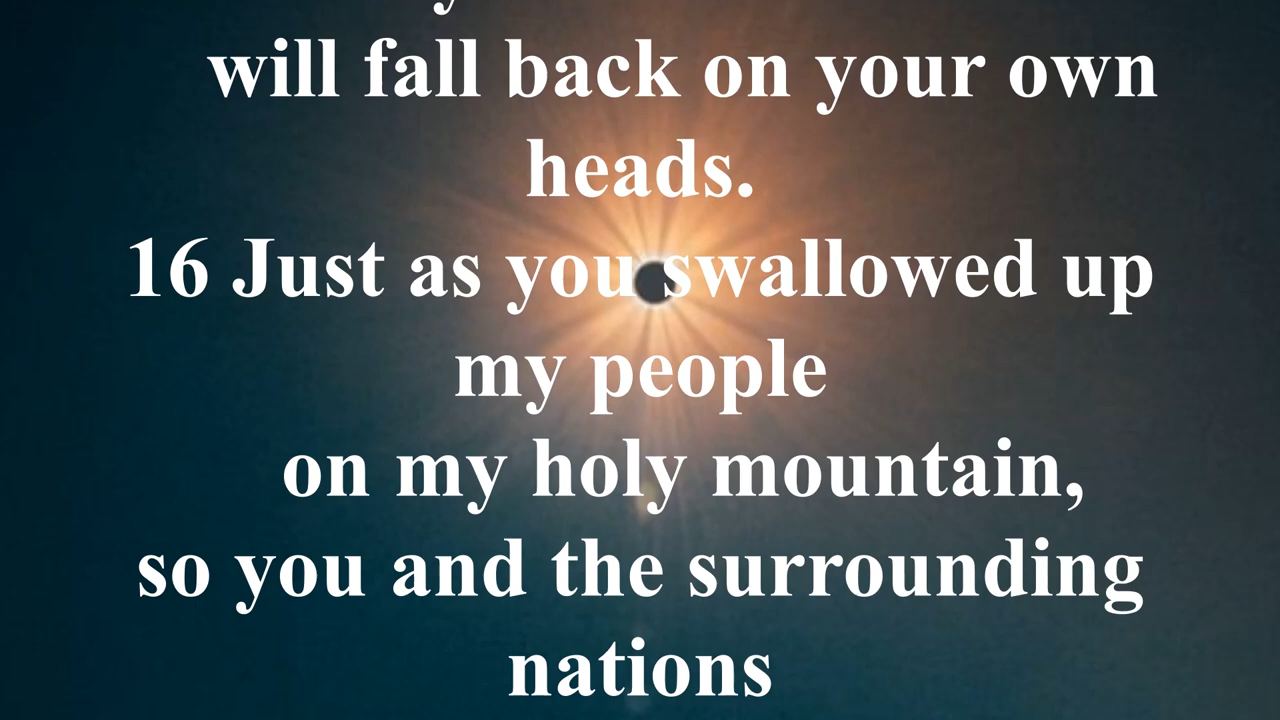 will fall back on your own
heads.
16 Just as you swallowed up
my people
on my holy mountain,
so you and the surrounding
nations